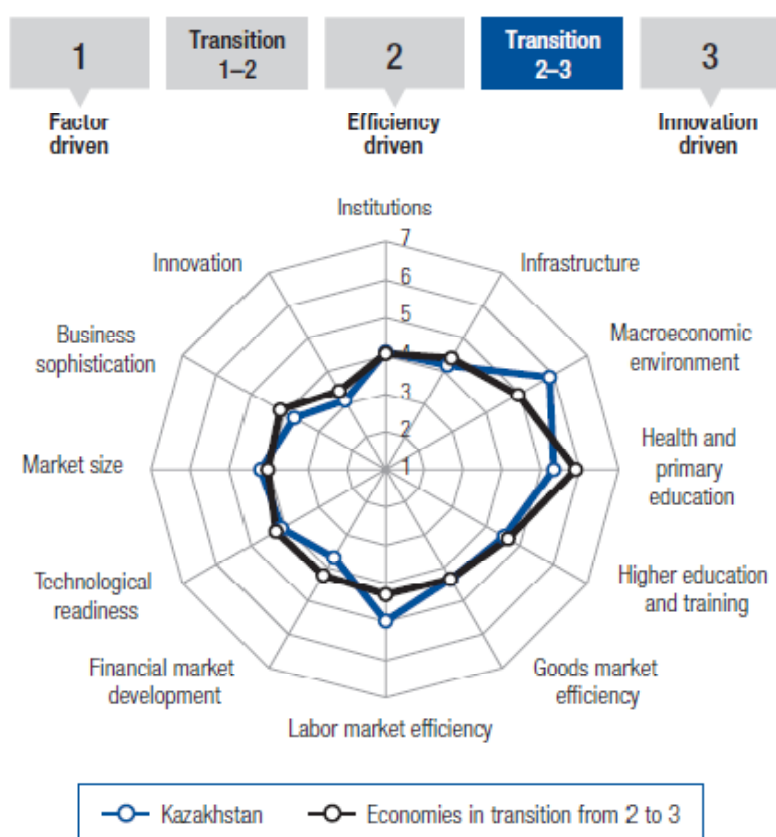 1
Transition
1–2
2
Transition
2–3
3
Factor
driven
Efficiency
driven
Innovation
driven
Institutions
7
Innovation
Infrastructure
6
5
Business
sophistication
Macroeconomic
environment
4
3
Market size
2
1
Health and
primary
education
Technological
readiness
Higher education
and training
Financial market
development
Goods market
efficiency
Labor market efficiency
Kazakhstan
Economies in transition from 2 to 3